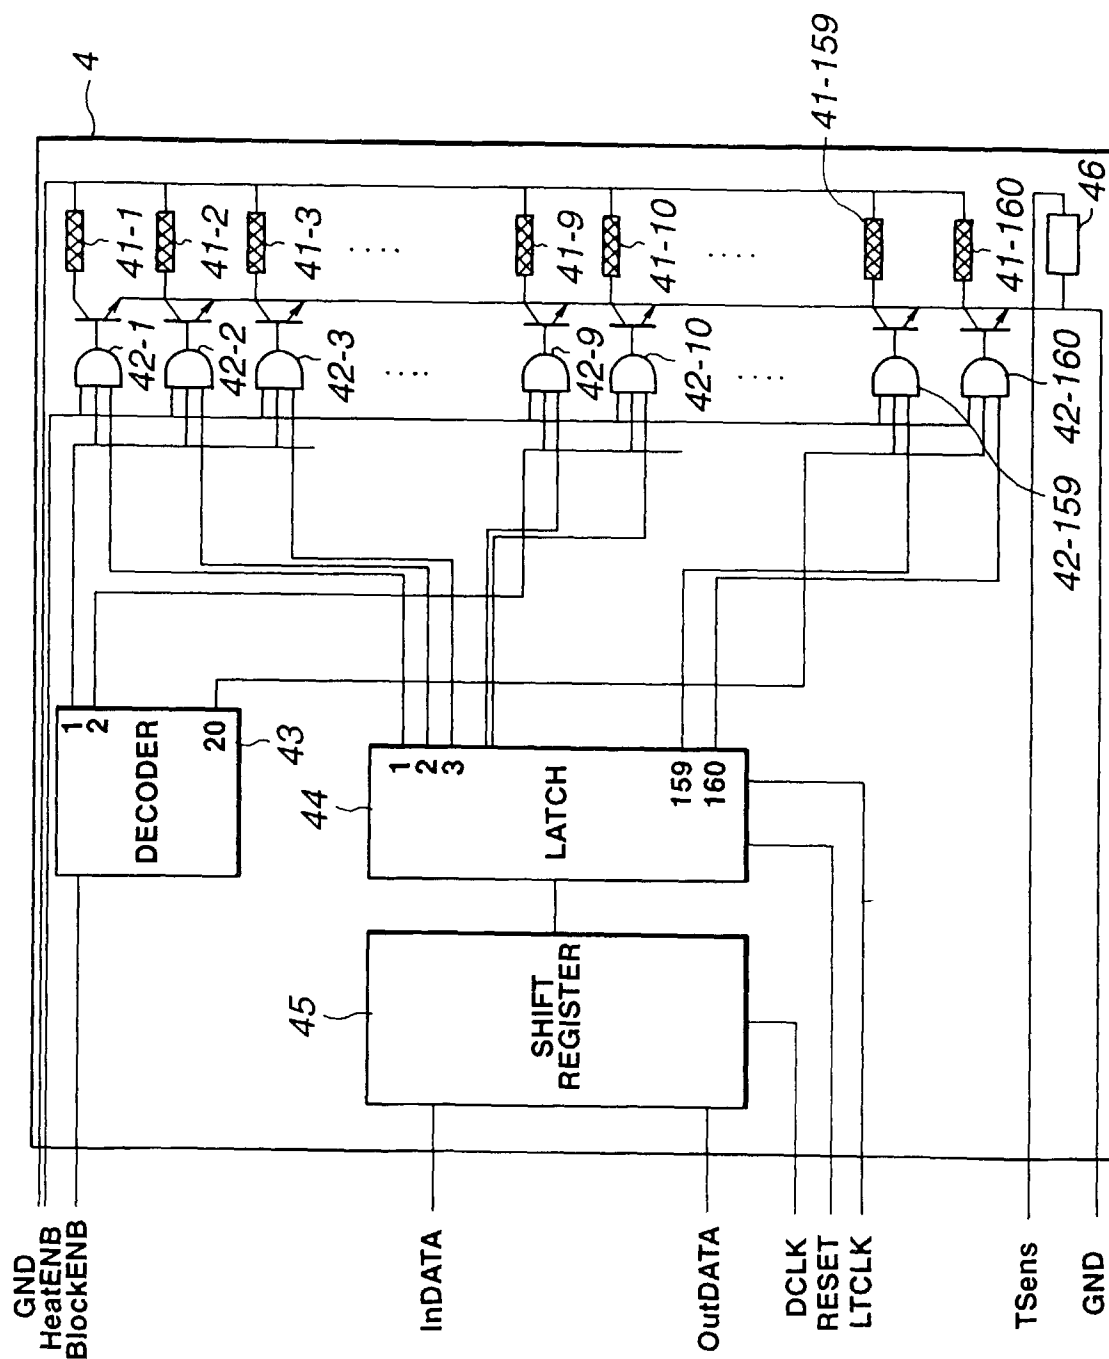 4
41-1
41-2
41-3
....
41-9
41-10
....
41-159
41-160
46
42-1
42-2
42-3
....
42-9
42-10
....
42-159
42-160
1
2
20
DECODER
43
44
1
2
3
159
160
LATCH
45
SHIFT
REGISTER
GND
HeatENB
BlockENB
InDATA
OutDATA
DCLK
RESET
LTCLK
TSens
GND